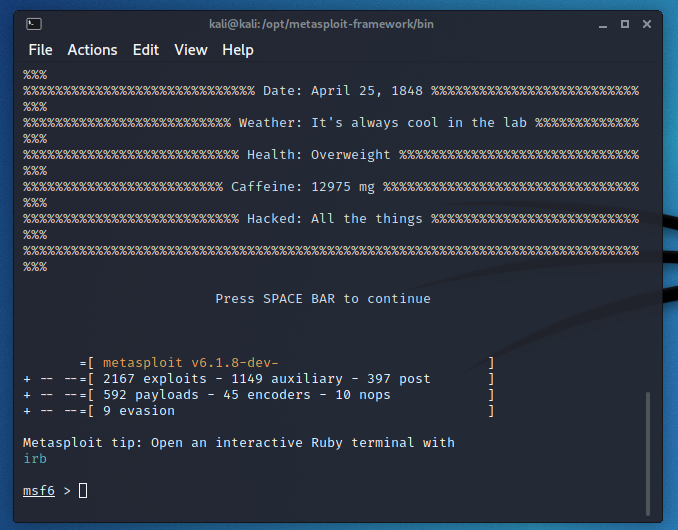 kali@kali:/opt/metasploit-framework/bin
File Actions Edit View Help
%%%
%%%%%%%%%%%%%%%%%%%%%%%%%%%%% Date: April 25, 1848 %%%%%%%%%%%%%%%%%%%%%%%%%%
%%%
%%%%%%%%%%%%%%%%%%%%%%%%%% Weather: It's always cool in the lab %%%%%%%%%%%%%
%%%
%%%%%%%%%%%%%%%%%%%%%%%%%%% Health: Overweight %%%%%%%%%%%%%%%%%%%%%%%%%%%%%%
%%%
%%%%%%%%%%%%%%%%%%%%%%%%% Caffeine: 12975 mg %%%%%%%%%%%%%%%%%%%%%%%%%%%%%%%%
%%%
%%%%%%%%%%%%%%%%%%%%%%%%%%% Hacked: All the things %%%%%%%%%%%%%%%%%%%%%%%%%%
%%%
%%%%%%%%%%%%%%%%%%%%%%%%%%%%%%%%%%%%%%%%%%%%%%%%%%%%%%%%%%%%%%%%%%%%%%%%%%%%%%%
%%%
Press SPACE BAR to continue
=[ metasploit v6.1.8-dev- ]
+ -- --=[ 2167 exploits - 1149 auxiliary - 397 post ]
+ -- --=[ 592 payloads - 45 encoders - 10 nops ]
+ -- --=[ 9 evasion ]
Metasploit tip: Open an interactive Ruby terminal with
irb
msf6 >